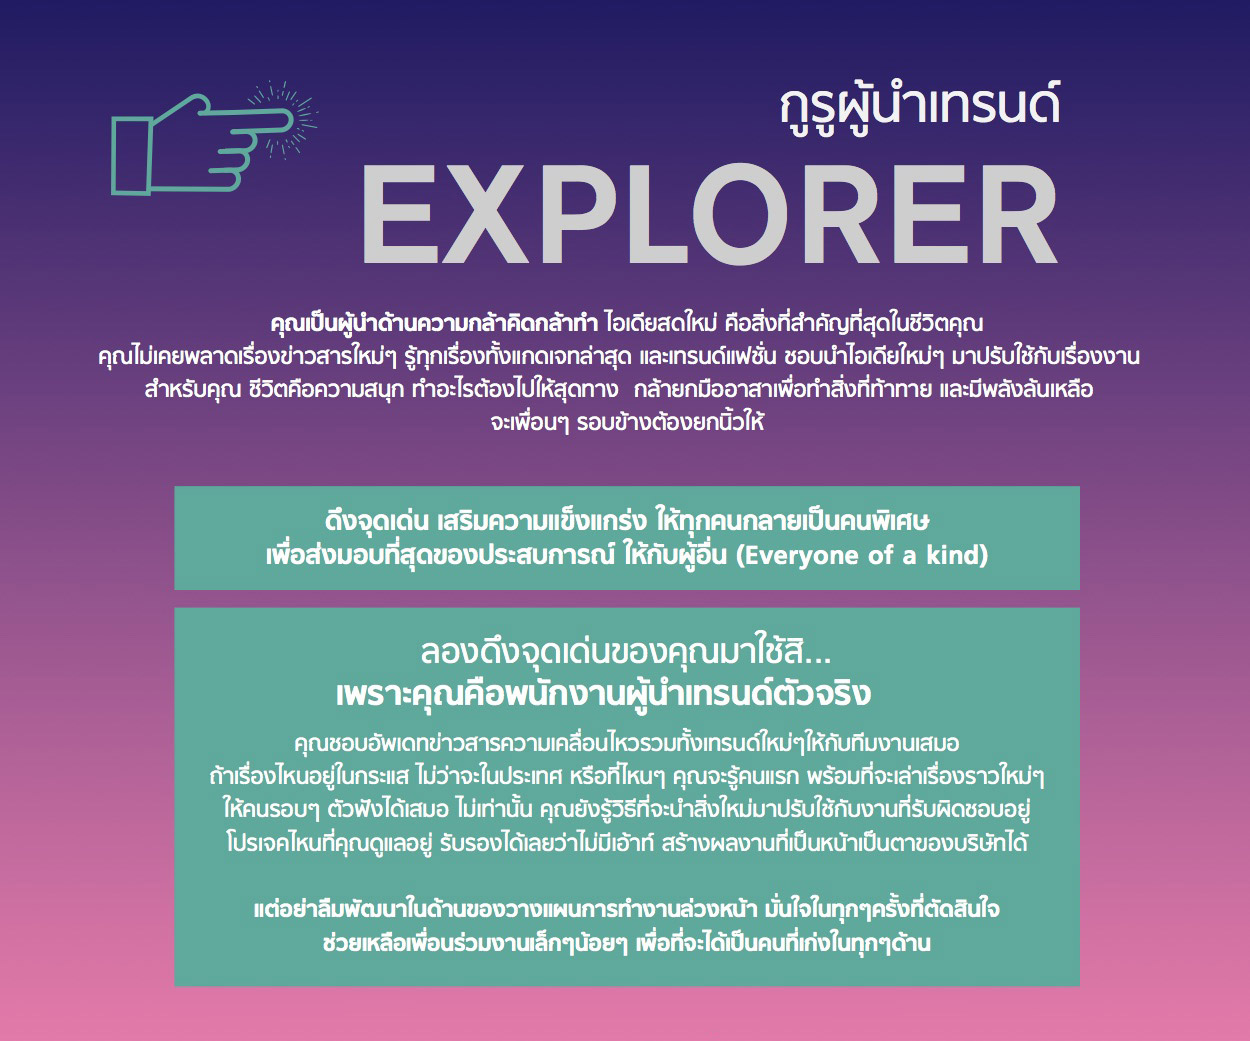 กูรูผู้นำเทรนด์
EXPLORER
คุณเป็นผู้นำด้านความกล้าคิดกล้าทำ ไอเดียสดใหม่ คือสิ่งที่สำคัญที่สุดในชีวิตคุณ
คุณไม่เคยพลาดเรื่องข่าวสารใหม่ๆ รู้ทุกเรื่องทั้งแกดเจทล่าสุด และเทรนด์แฟชั่น ชอบนำไอเดียใหม่ๆ มาปรับใช้กับเรื่องงาน
สำหรับคุณ ชีวิตคือความสนุก ทำอะไรต้องไปให้สุดทาง  กล้ายกมืออาสาเพื่อทำสิ่งที่ท้าทาย และมีพลังล้นเหลือ
จะเพื่อนๆ รอบข้างต้องยกนิ้วให้
ดึงจุดเด่น เสริมความแข็งแกร่ง ให้ทุกคนกลายเป็นคนพิเศษ
เพื่อส่งมอบที่สุดของประสบการณ์ ให้กับผู้อื่น (Everyone of a kind)
ลองดึงจุดเด่นของคุณมาใช้สิ...
เพราะคุณคือพนักงานผู้นำเทรนด์ตัวจริง
คุณชอบอัพเดทข่าวสารความเคลื่อนไหวรวมทั้งเทรนด์ใหม่ๆให้กับทีมงานเสมอ
ถ้าเรื่องไหนอยู่ในกระแส ไม่ว่าจะในประเทศ หรือที่ไหนๆ คุณจะรู้คนแรก พร้อมที่จะเล่าเรื่องราวใหม่ๆ
ให้คนรอบๆ ตัวฟังได้เสมอ ไม่เท่านั้น คุณยังรู้วิธีที่จะนำสิ่งใหม่มาปรับใช้กับงานที่รับผิดชอบอยู่
โปรเจคไหนที่คุณดูแลอยู่ รับรองได้เลยว่าไม่มีเอ้าท์ สร้างผลงานที่เป็นหน้าเป็นตาของบริษัทได้
แต่อย่าลืมพัฒนาในด้านของวางแผนการทำงานล่วงหน้า มั่นใจในทุกๆครั้งที่ตัดสินใจ
ช่วยเหลือเพื่อนร่วมงานเล็กๆน้อยๆ เพื่อที่จะได้เป็นคนที่เก่งในทุกๆด้าน